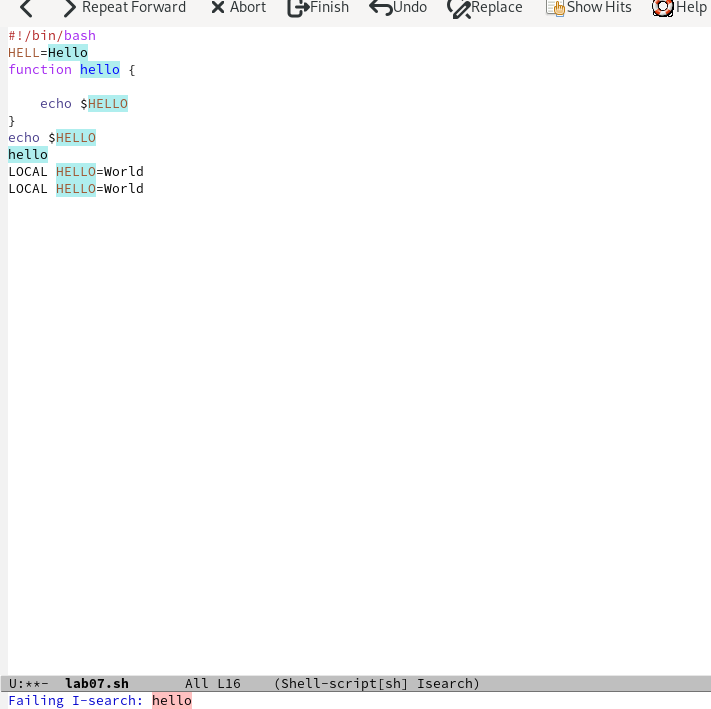 Repeat Forward Abort Finish Undo Replace Show Hits Help
#!/bin/bash
HELL=Hello
function hello {
    echo $HELLO
}
echo $HELLO
hello
LOCAL HELLO=World
LOCAL HELLO=World
U:**-  lab07.sh       All L16    (Shell-script[sh] Isearch)
Failing I-search: hello